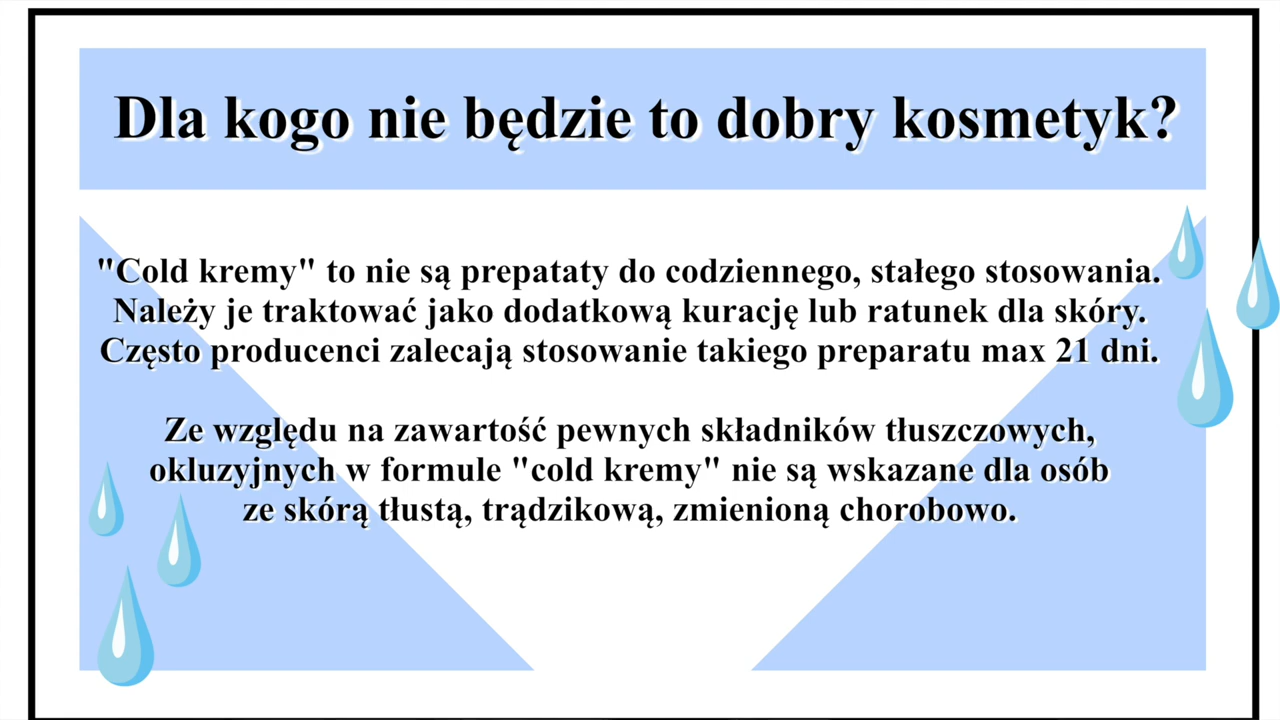 Dla kogo nie będzie to dobry kosmetyk?
"Cold kremy" to nie są prepataty do codziennego, stałego stosowania.
Należy je traktować jako dodatkową kurację lub ratunek dla skóry.
Często producenci zalecają stosowanie takiego preparatu max 21 dni.
Ze względu na zawartość pewnych składników tłuszczowych,
okluzyjnych w formule "cold kremy" nie są wskazane dla osób
ze skórą tłustą, trądzikową, zmienioną chorobowo.